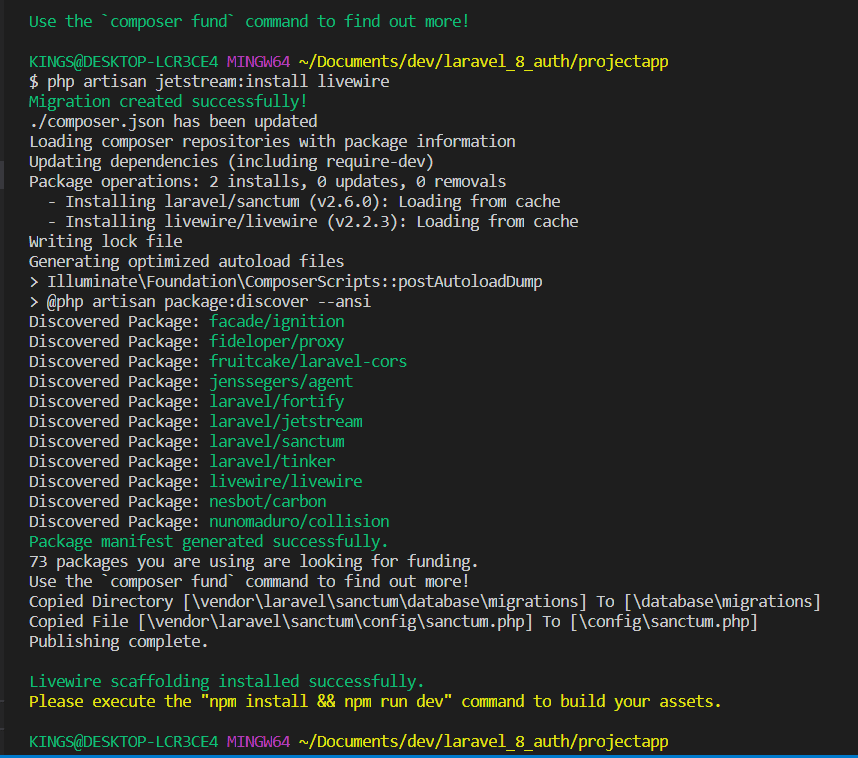 Use the `composer fund` command to find out more!
KINGS@DESKTOP-LCR3CE4 MINGW64 ~/Documents/dev/laravel_8_auth/projectapp
$ php artisan jetstream:install livewire
Migration created successfully!
./composer.json has been updated
Loading composer repositories with package information
Updating dependencies (including require-dev)
Package operations: 2 installs, 0 updates, 0 removals
  - Installing laravel/sanctum (v2.6.0): Loading from cache
  - Installing livewire/livewire (v2.2.3): Loading from cache
Writing lock file
Generating optimized autoload files
> Illuminate\Foundation\ComposerScripts::postAutoloadDump
> @php artisan package:discover --ansi
Discovered Package: facade/ignition
Discovered Package: fideloper/proxy
Discovered Package: fruitcake/laravel-cors
Discovered Package: jenssegers/agent
Discovered Package: laravel/fortify
Discovered Package: laravel/jetstream
Discovered Package: laravel/sanctum
Discovered Package: laravel/tinker
Discovered Package: livewire/livewire
Discovered Package: nesbot/carbon
Discovered Package: nunomaduro/collision
Package manifest generated successfully.
73 packages you are using are looking for funding.
Use the `composer fund` command to find out more!
Copied Directory [\vendor\laravel\sanctum\database\migrations] To [\database\migrations]
Copied File [\vendor\laravel\sanctum\config\sanctum.php] To [\config\sanctum.php]
Publishing complete.
Livewire scaffolding installed successfully.
Please execute the "npm install && npm run dev" command to build your assets.
KINGS@DESKTOP-LCR3CE4 MINGW64 ~/Documents/dev/laravel_8_auth/projectapp